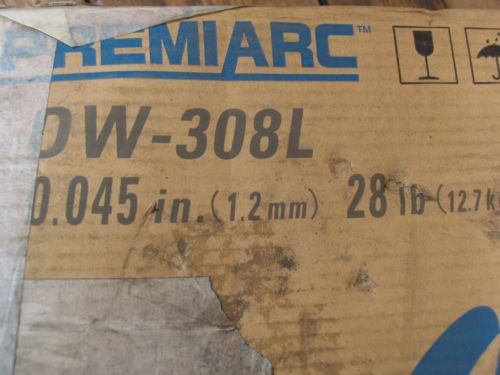 PREMIARC™
DW-308L
0.045 in. (1.2mm) 28 lb (12.7k